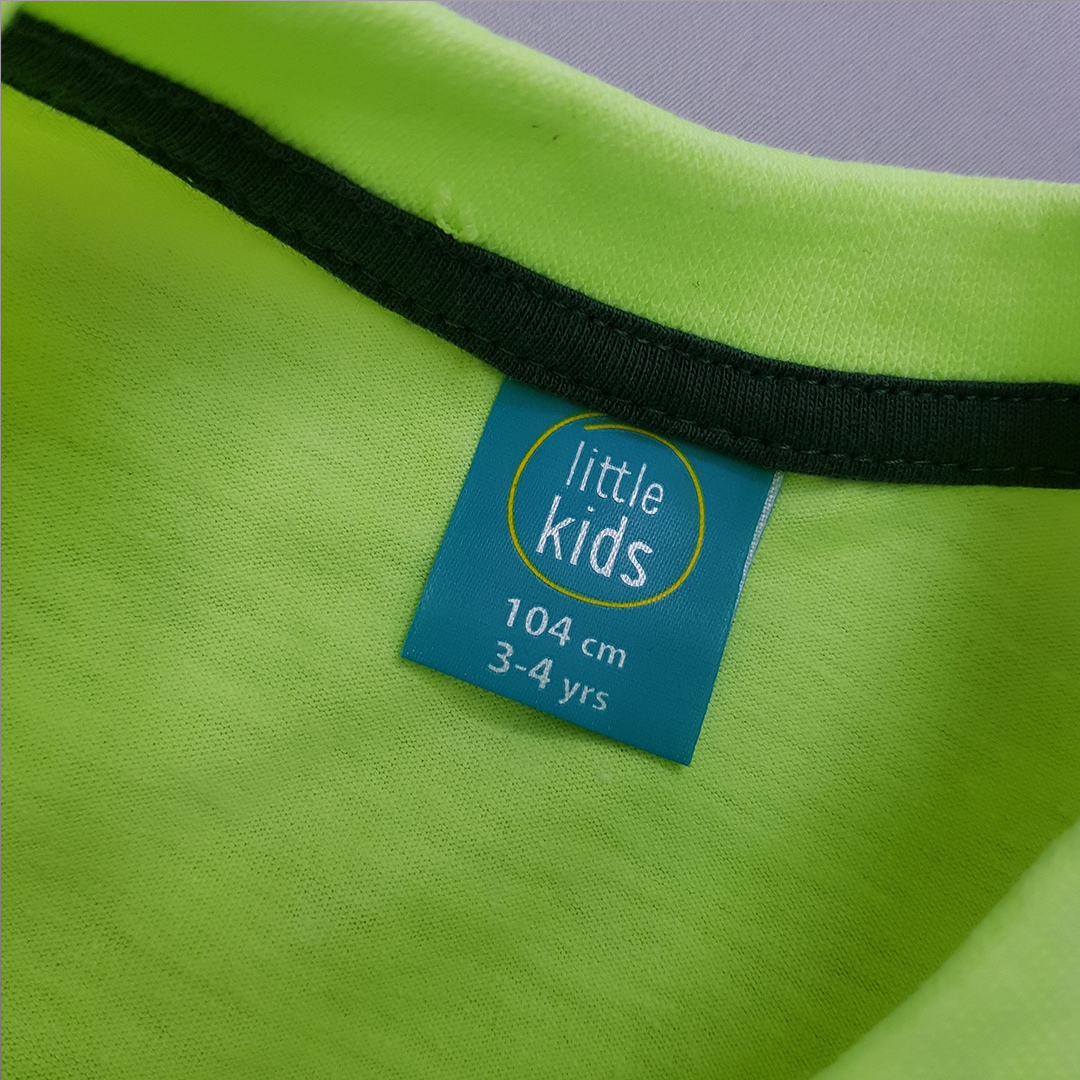 little
kids
104 cm
3-4 yrs